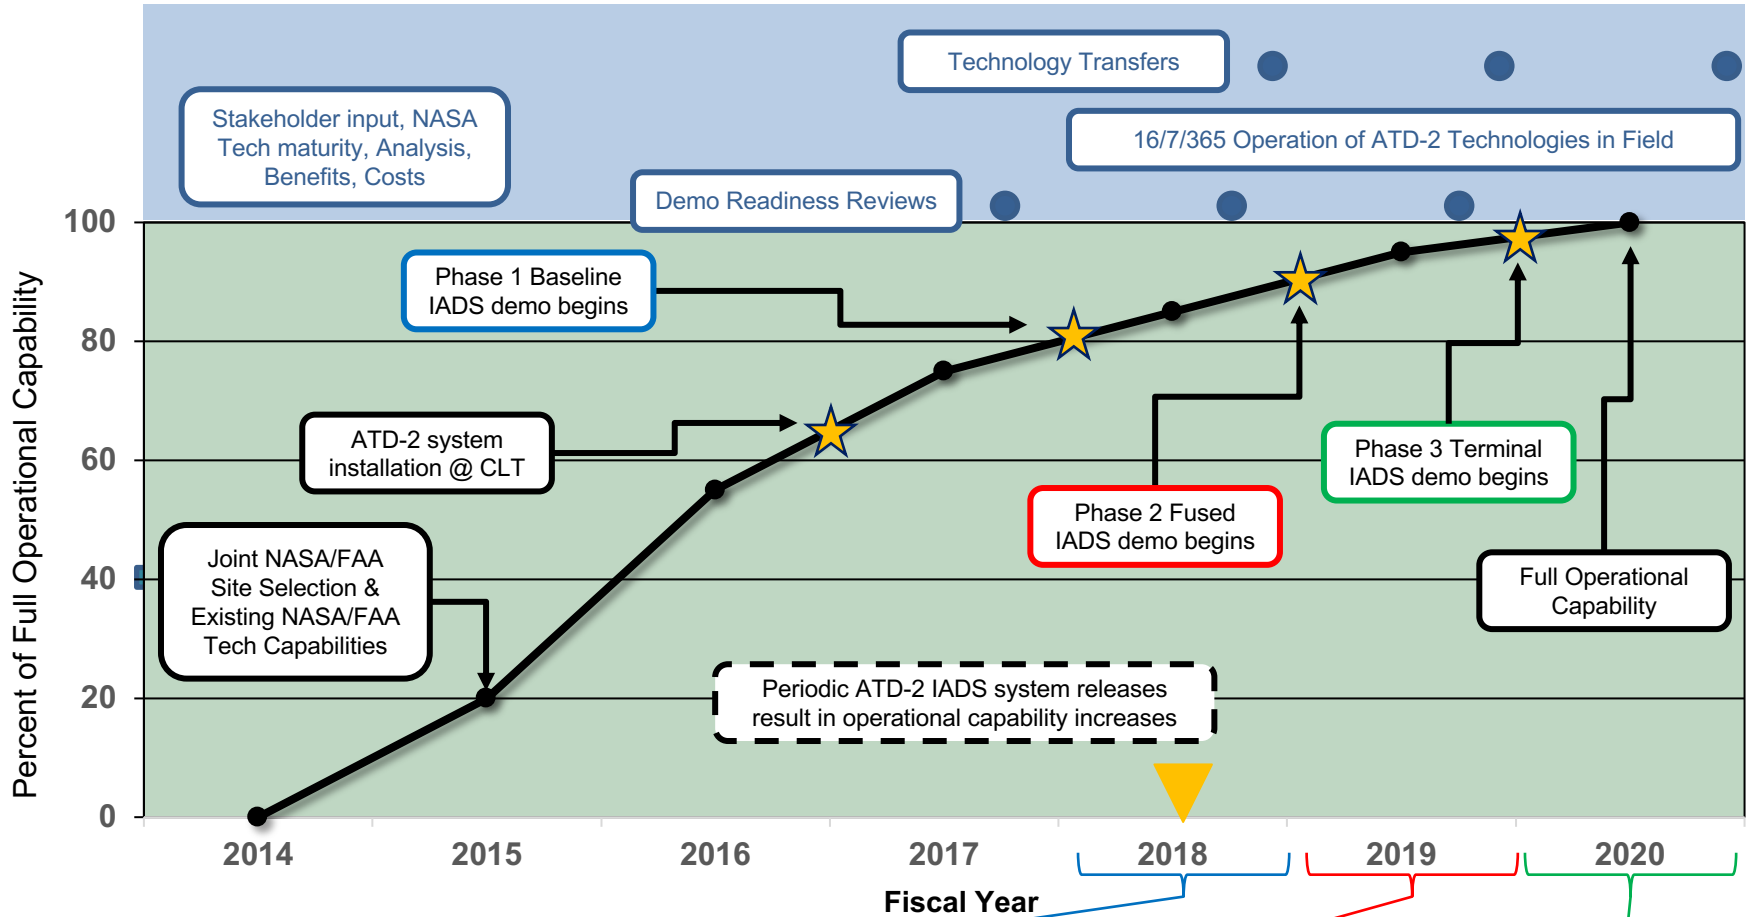 Technology Transfers
Stakeholder input, NASA
Tech maturity, Analysis,
Benefits, Costs
16/7/365 Operation of ATD-2 Technologies in Field
Demo Readiness Reviews
Percent of Full Operational Capability
100
80
60
40
20
0
Phase 1 Baseline
IADS demo begins
ATD-2 system
installation @ CLT
Joint NASA/FAA
Site Selection &
Existing NASA/FAA
Tech Capabilities
Phase 2 Fused
IADS demo begins
Phase 3 Terminal
IADS demo begins
Full Operational
Capability
Periodic ATD-2 IADS system releases
result in operational capability increases
2014 2015 2016 2017 2018 2019 2020
Fiscal Year